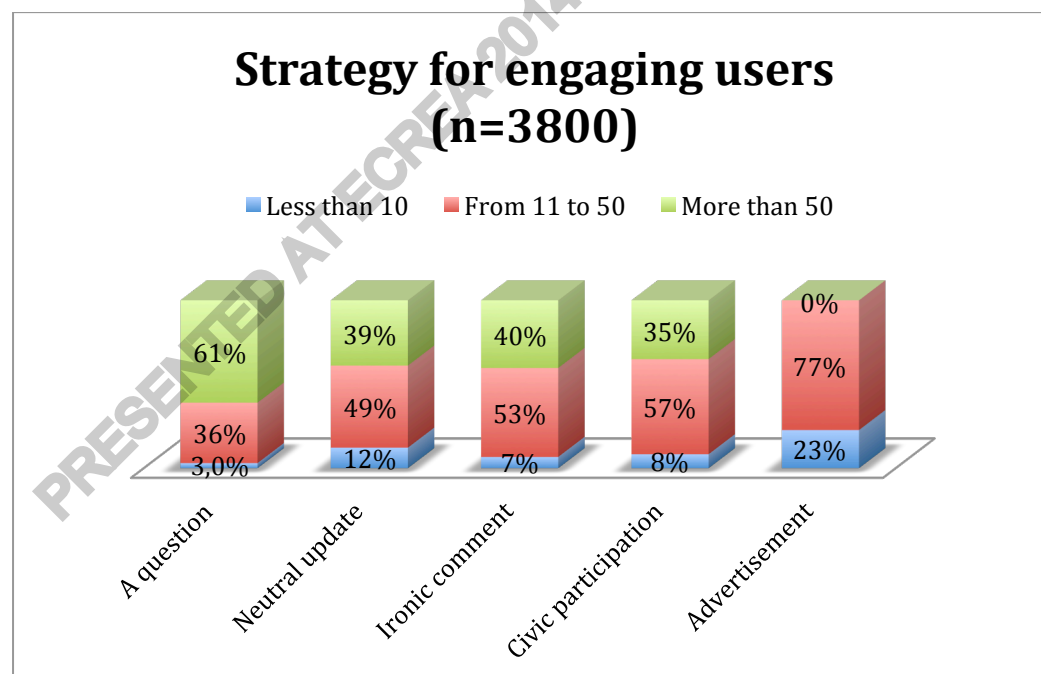 Strategy for engaging users
(n=3800)
Less than 10 From 11 to 50 More than 50
61% 39% 40% 35% 0%
36% 49% 53% 57% 77%
3,0% 12% 7% 8% 23%
A question
Neutral update
Ironic comment
Civic participation
Advertisement
PRESENTED AT ECREA 2014